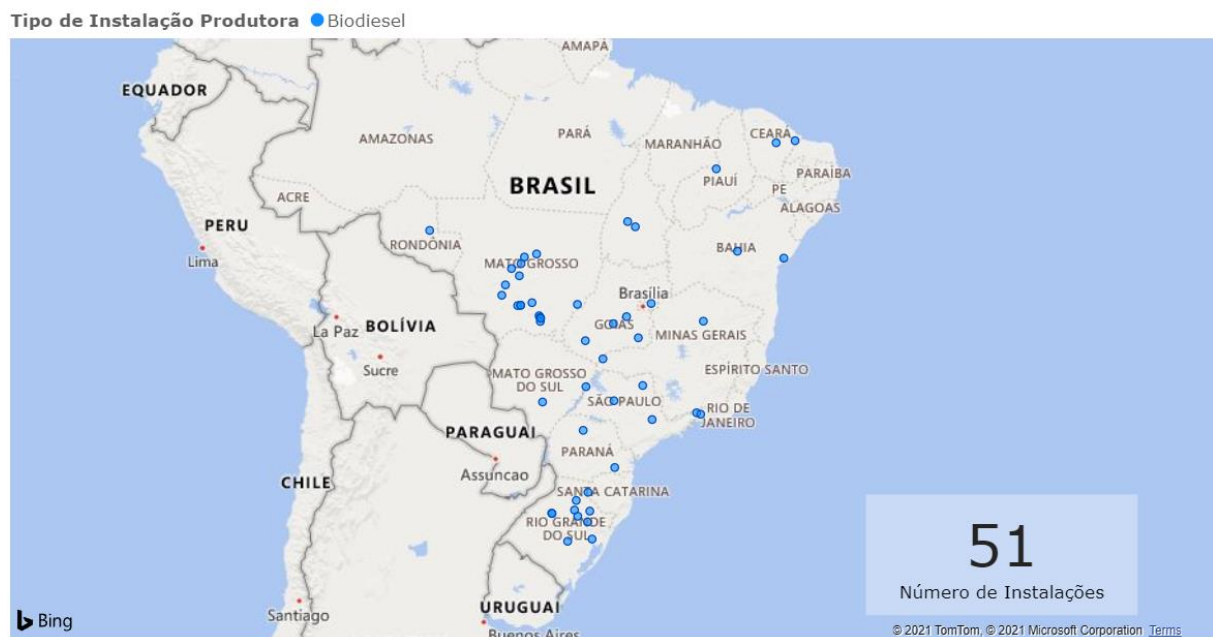 Tipo de Instalação Produtora Biodiesel
AMAPÁ
EQUADOR
AMAZONAS
PARÁ
MARANHÃO
CEARÁ
PIAUÍ
PARAÍBA
PE
ALAGOAS
BRASIL
ACRE
PERU
Lima
RONDÔNIA
MATO GROSSO
BAHIA
Brasília
La Paz
BOLÍVIA
GOIÁS
MINAS GERAIS
Sucre
MATO GROSSO
DO SUL
ESPÍRITO SANTO
SÃO PAULO
RIO DE
JANEIRO
PARAGUAI
PARANÁ
Assuncao
CHILE
SANTA CATARINA
RIO GRANDE
DO SUL
51
Número de Instalações
Santiago
URUGUAI
Buenos Aires
Bing
© 2021 TomTom, © 2021 Microsoft Corporation Terms